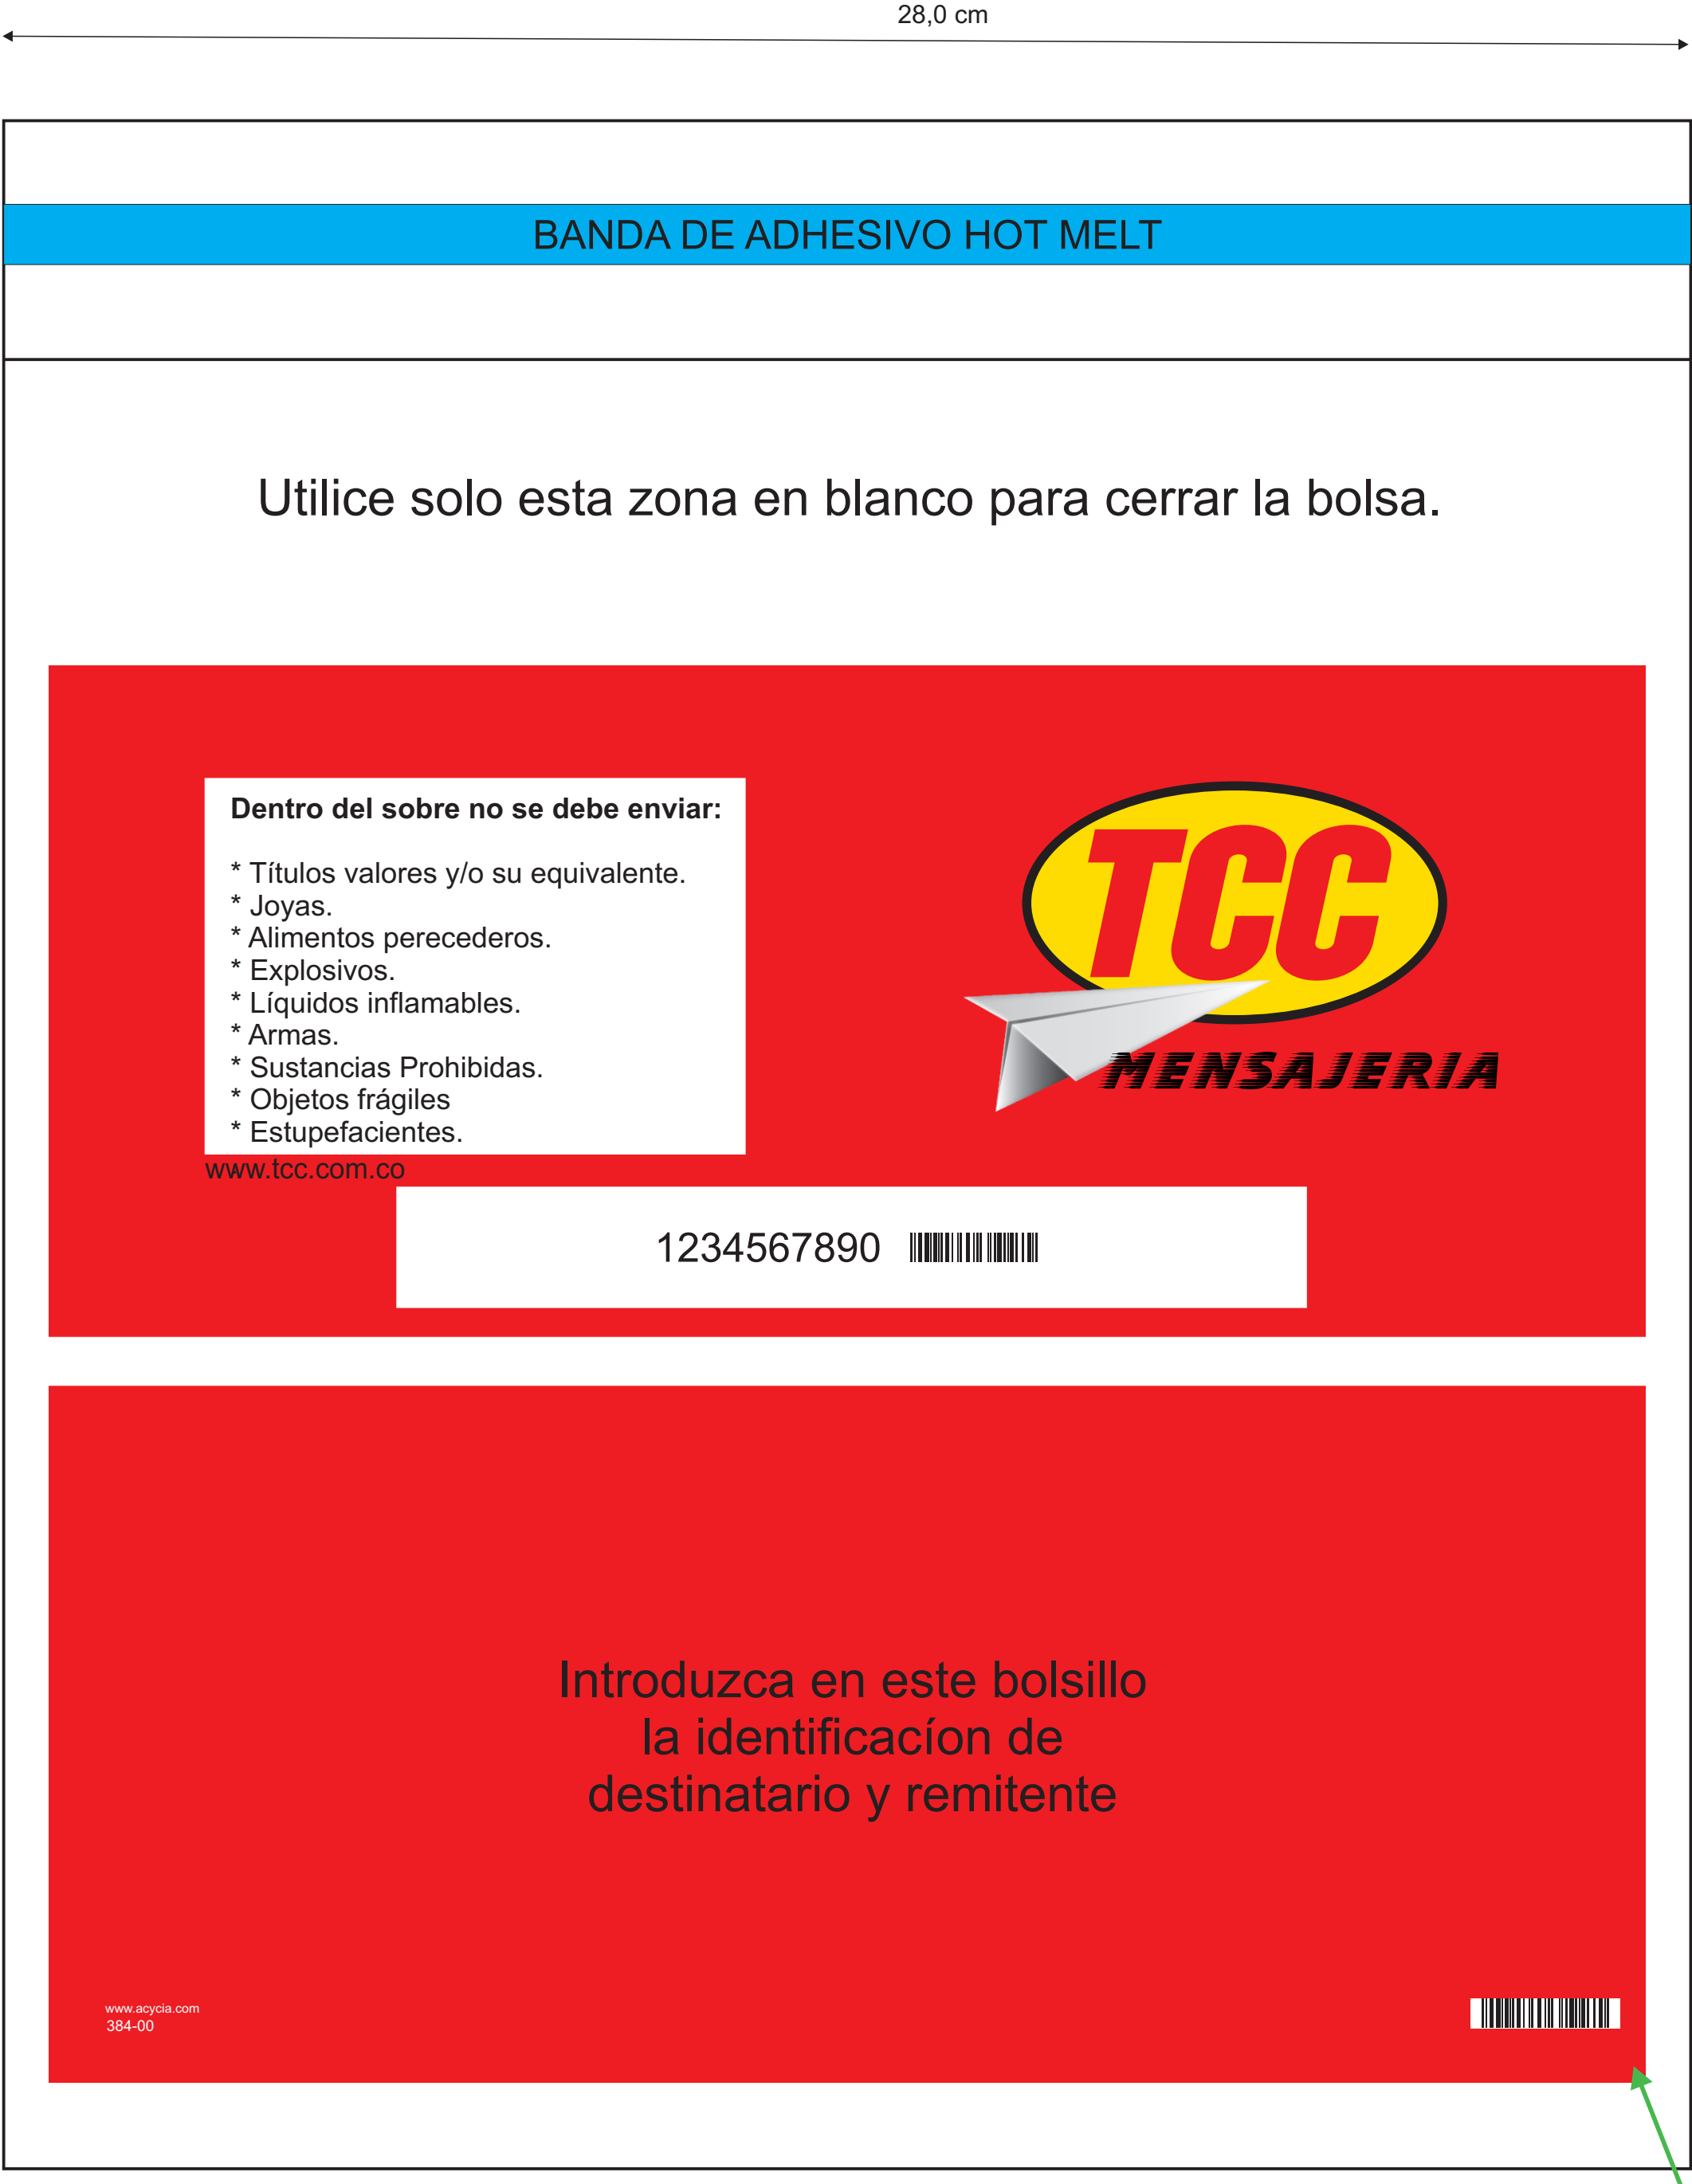 28,0 cm
BANDA DE ADHESIVO HOT MELT
Utilice solo esta zona en blanco para cerrar la bolsa.
Dentro del sobre no se debe enviar:
* Títulos valores y/o su equivalente.
* Joyas.
* Alimentos perecederos.
* Explosivos.
* Líquidos inflamables.
* Armas.
* Sustancias Prohibidas.
* Objetos frágiles
* Estupefacientes.
www.tcc.com.co
TCC
MENSAJERIA
1234567890
Introduzca en este bolsillo
la identificacíon de
destinatario y remitente
www.acycia.com
384-00